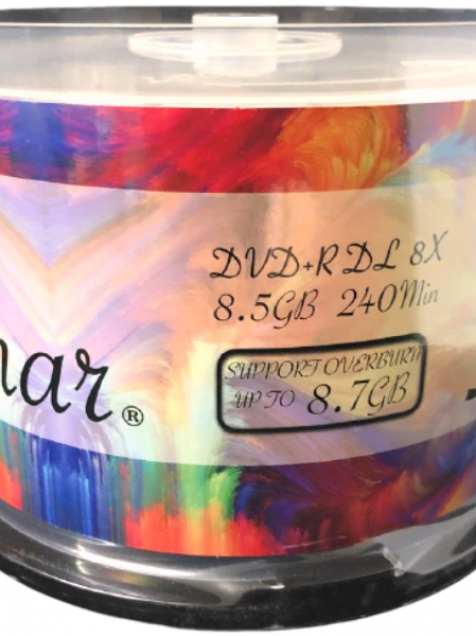 DVD+R DL 8X
8.5GB 240Min
SUPPORT OVERBURN
UP TO 8.7GB
nar®